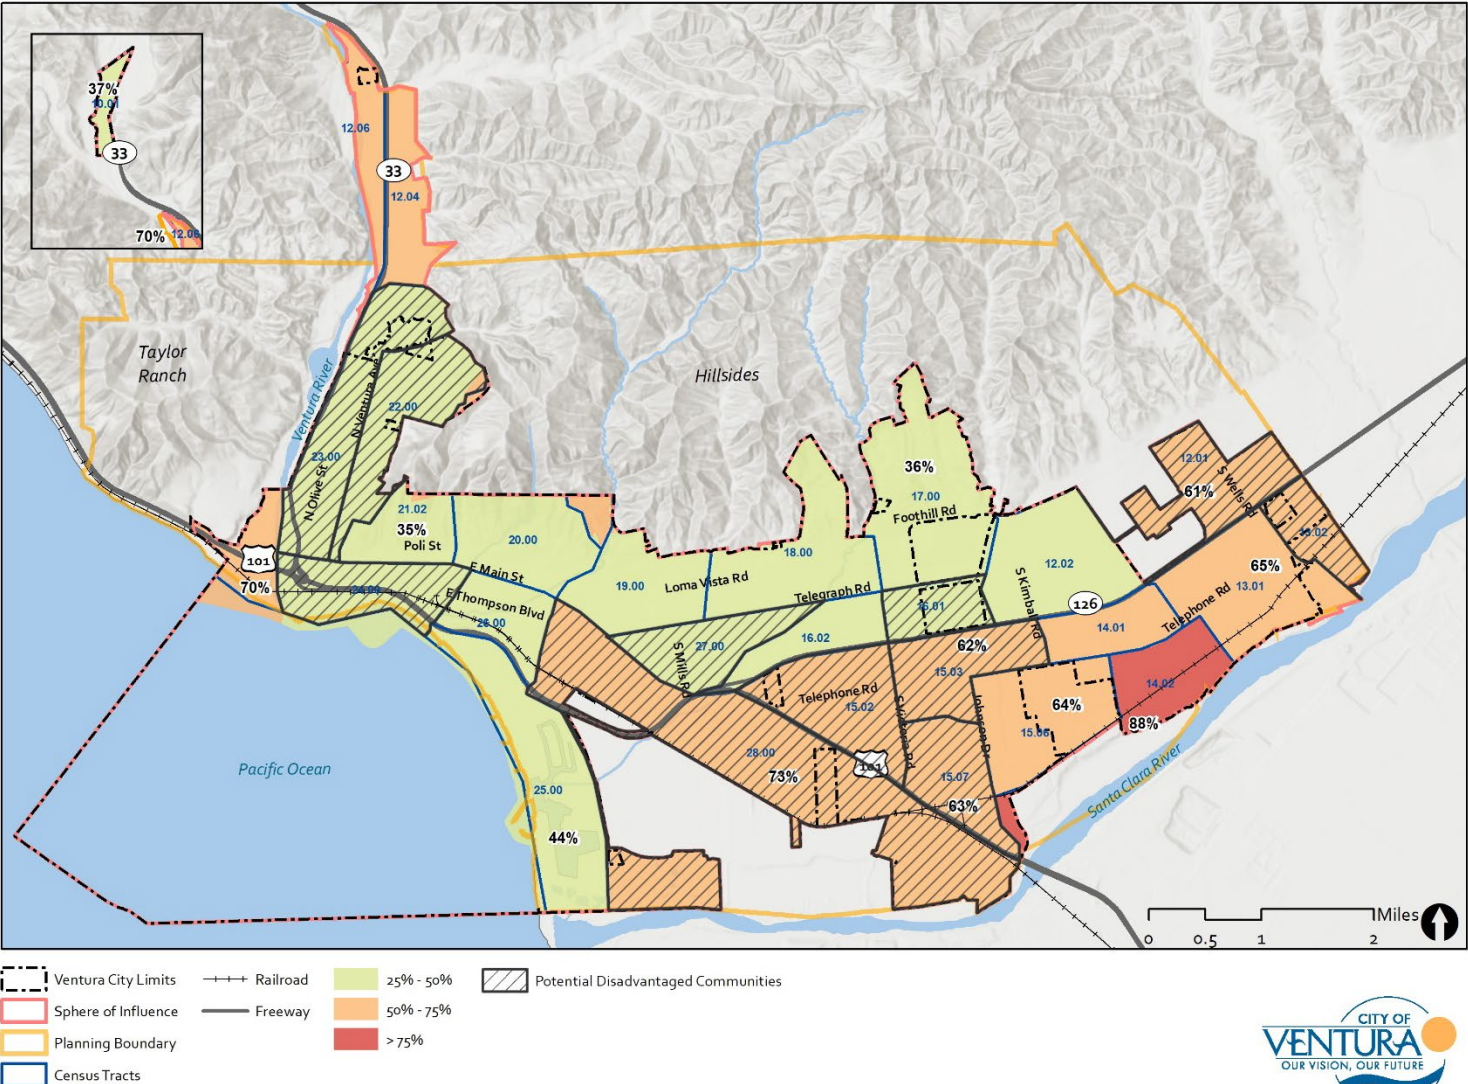 37%
10.01
33
70%
12.06
12.06
33
12.04
Taylor
Ranch
Hillsides
Ventura River
N Ventura Ave
22.00
23.00
N Olive St
21.02
35%
Poli St
20.00
E Main St
E Thompson Blvd
101
70%
24.00
26.00
19.00
Loma Vista Rd
18.00
Telegraph Rd
36%
17.00
Foothill Rd
12.02
S Kimbal Rd
12.01
61%
S Wells Rd
13.02
65%
13.01
126
Telephone Rd
14.01
16.01
16.02
27.00
S Mills Rd
62%
15.03
Telephone Rd
15.02
S Victoria Rd
Johnson Dr
64%
15.06
14.02
88%
28.00
73%
101
15.07
63%
Pacific Ocean
25.00
44%
Santa Clara River
Miles
0 0.5 1 2
Ventura City Limits
Sphere of Influence
Planning Boundary
Census Tracts
Railroad
Freeway
25% - 50%
50% - 75%
> 75%
Potential Disadvantaged Communities
CITY OF
VENTURA
OUR VISION, OUR FUTURE